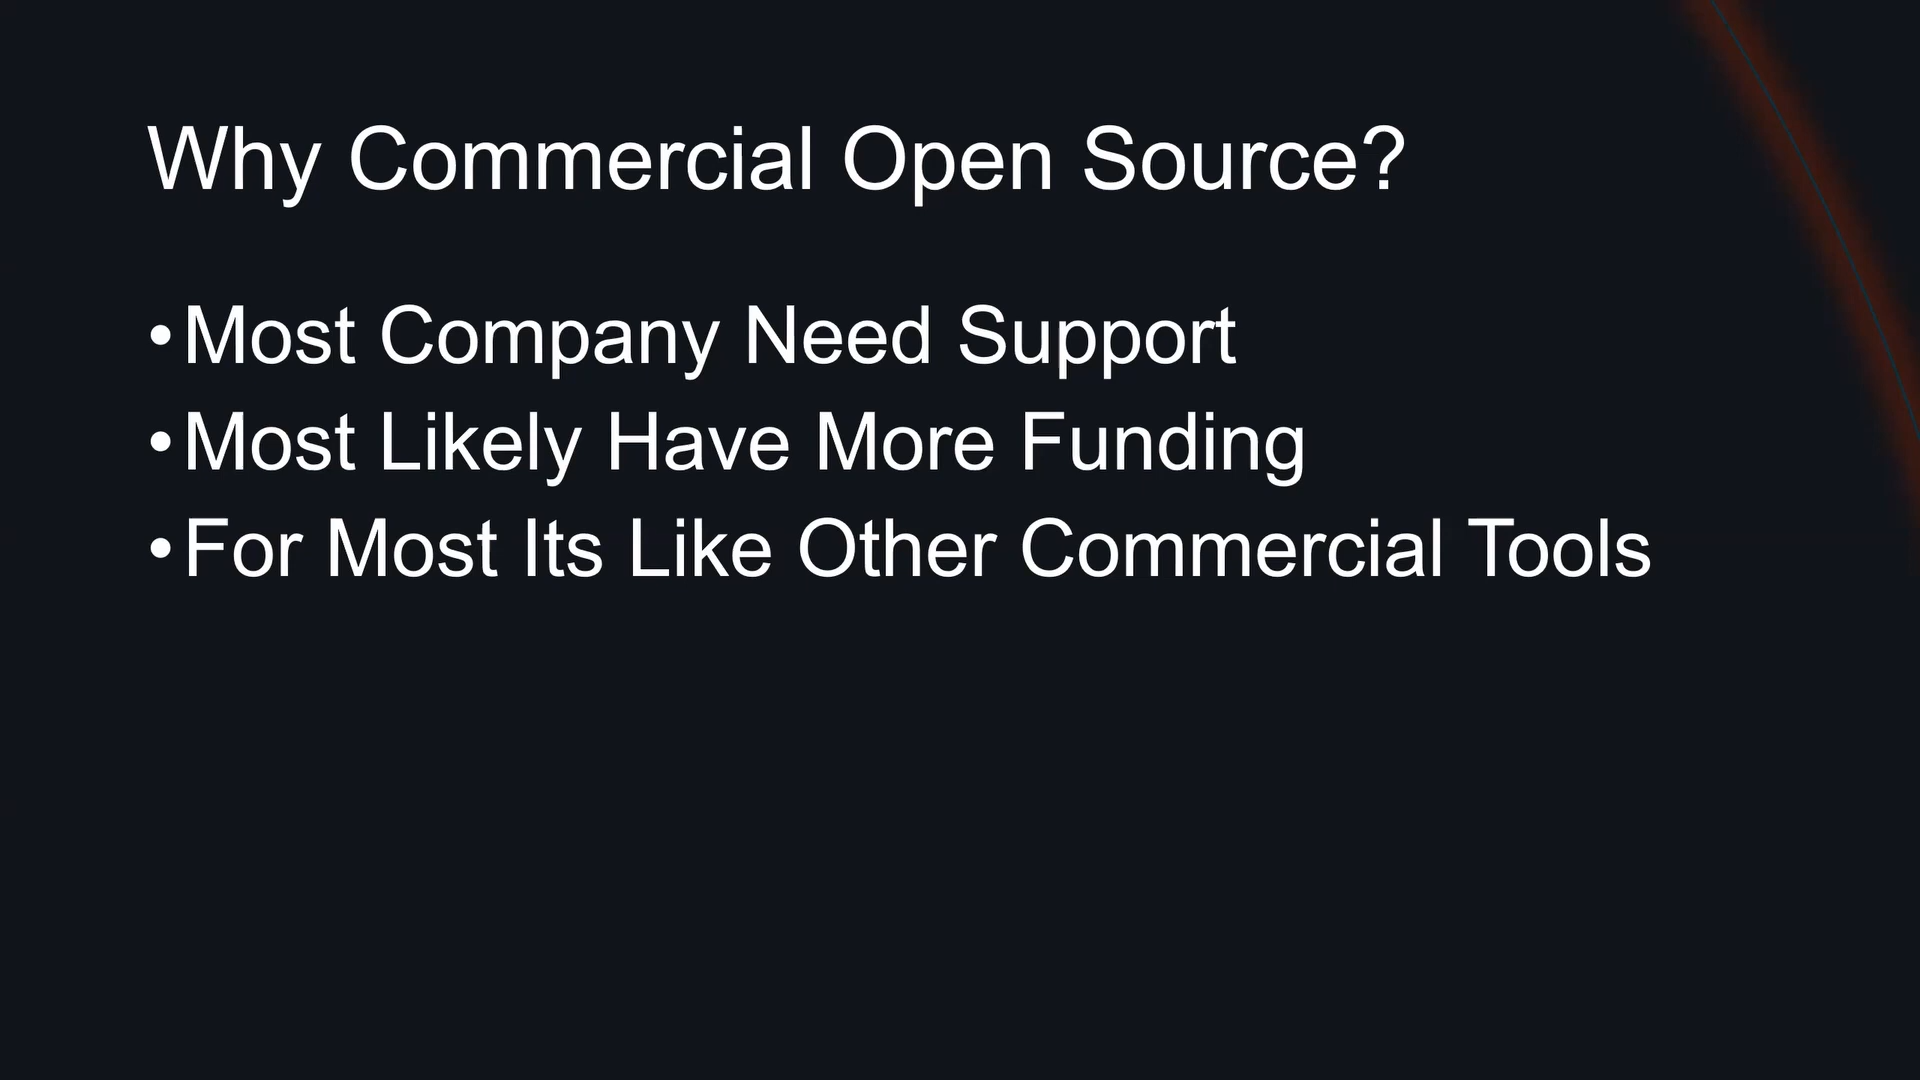 Why Commercial Open Source?
•Most Company Need Support
•Most Likely Have More Funding
•For Most Its Like Other Commercial Tools